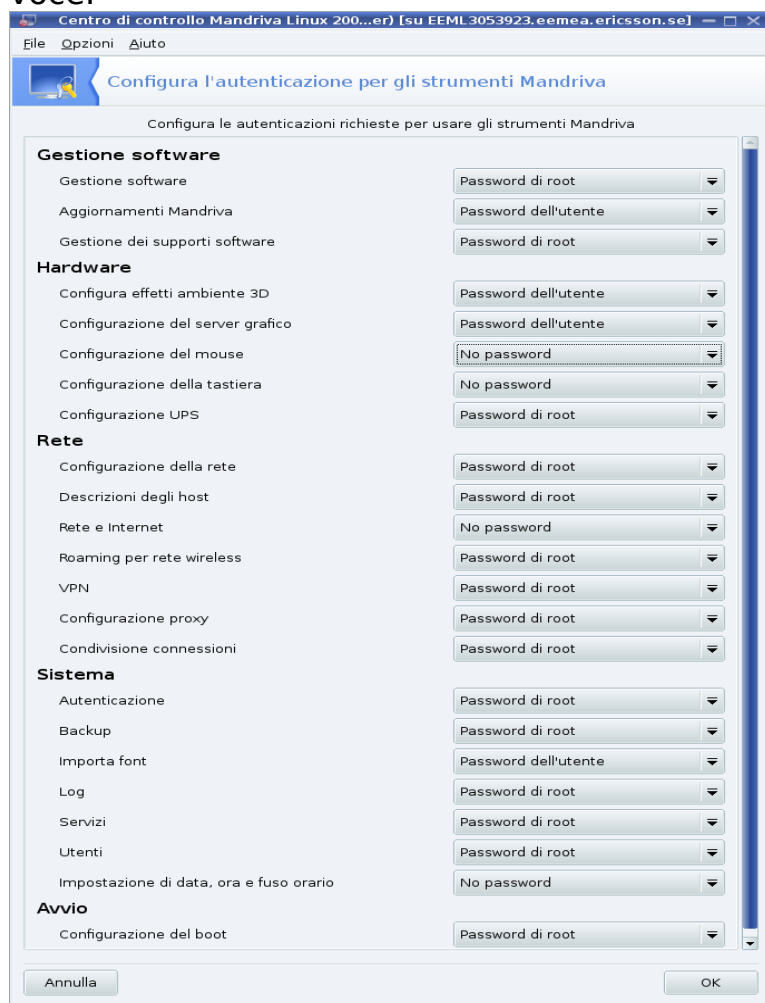 Centro di controllo Mandriva Linux 200...er) [su EEML3053923.eemea.ericsson.se]
File Opzioni Aiuto
Configura l'autenticazione per gli strumenti Mandriva
Configura le autenticazioni richieste per usare gli strumenti Mandriva
Gestione software
Gestione software Password di root
Aggiornamenti Mandriva Password dell'utente
Gestione dei supporti software Password di root
Hardware
Configura effetti ambiente 3D Password dell'utente
Configurazione del server grafico Password dell'utente
Configurazione del mouse No password
Configurazione della tastiera No password
Configurazione UPS Password di root
Rete
Configurazione della rete Password di root
Descrizioni degli host Password di root
Rete e Internet No password
Roaming per rete wireless Password di root
VPN Password di root
Configurazione proxy Password di root
Condivisione connessioni Password di root
Sistema
Autenticazione Password di root
Backup Password di root
Importa font Password dell'utente
Log Password di root
Servizi Password di root
Utenti Password di root
Impostazione di data, ora e fuso orario No password
Avvio
Configurazione del boot Password di root
Annulla OK